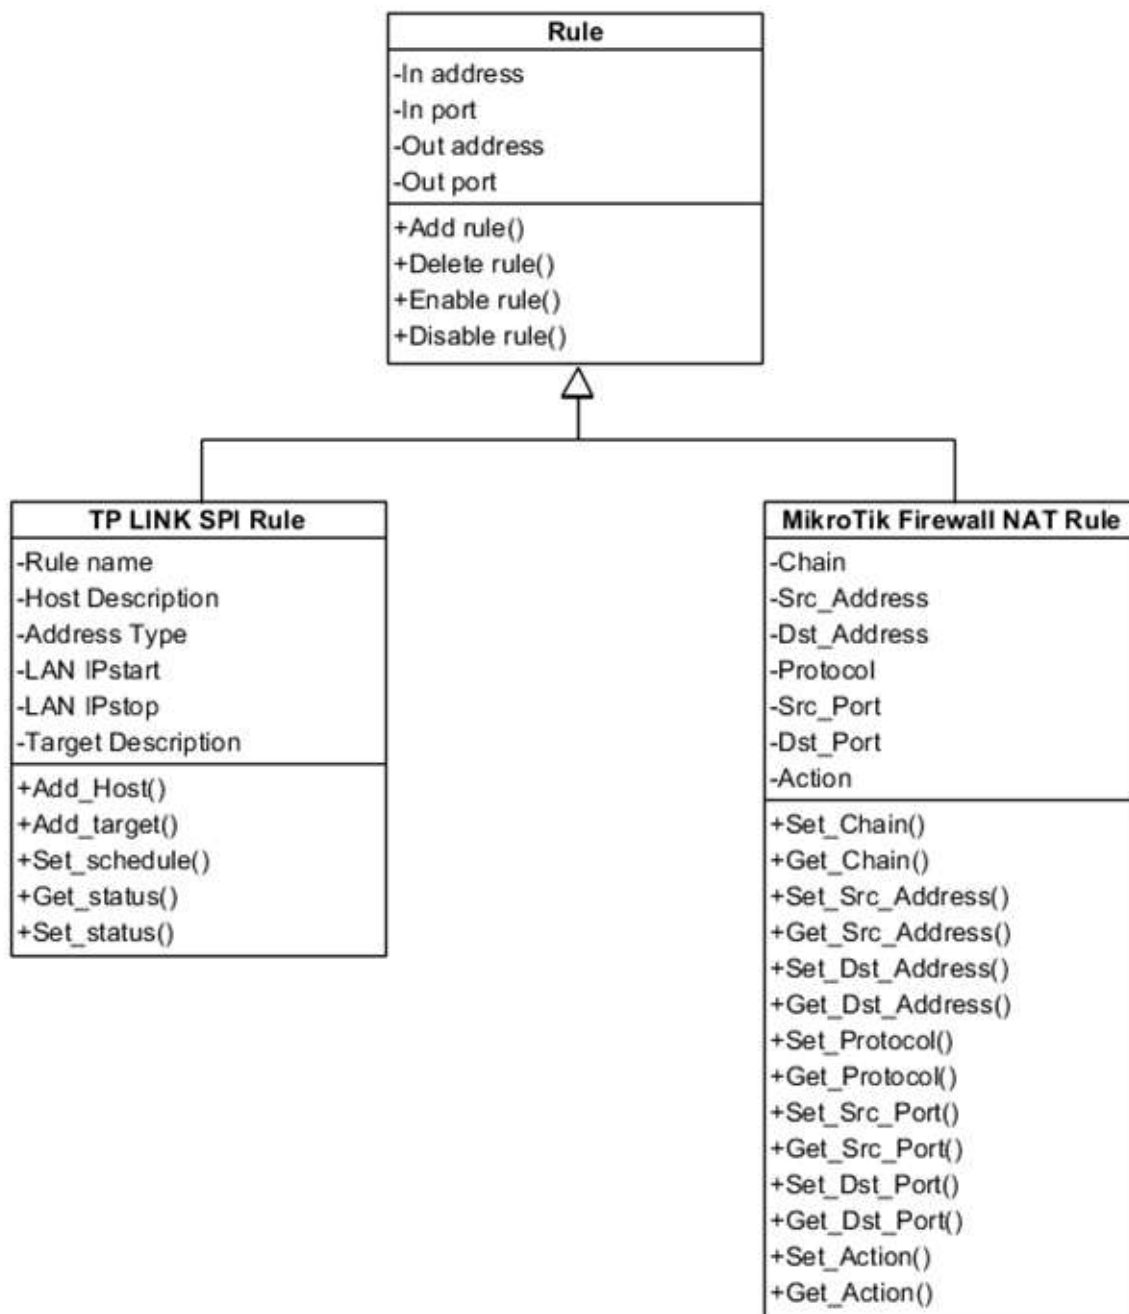 Rule
-In address
-In port
-Out address
-Out port
+Add rule()
+Delete rule()
+Enable rule()
+Disable rule()
TP LINK SPI Rule
-Rule name
-Host Description
-Address Type
-LAN IPstart
-LAN IPstop
-Target Description
+Add_Host()
+Add_target()
+Set_schedule()
+Get_status()
+Set_status()
MikroTik Firewall NAT Rule
-Chain
-Src_Address
-Dst_Address
-Protocol
-Src_Port
-Dst_Port
-Action
+Set_Chain()
+Get_Chain()
+Set_Src_Address()
+Get_Src_Address()
+Set_Dst_Address()
+Get_Dst_Address()
+Set_Protocol()
+Get_Protocol()
+Set_Src_Port()
+Get_Src_Port()
+Set_Dst_Port()
+Get_Dst_Port()
+Set_Action()
+Get_Action()